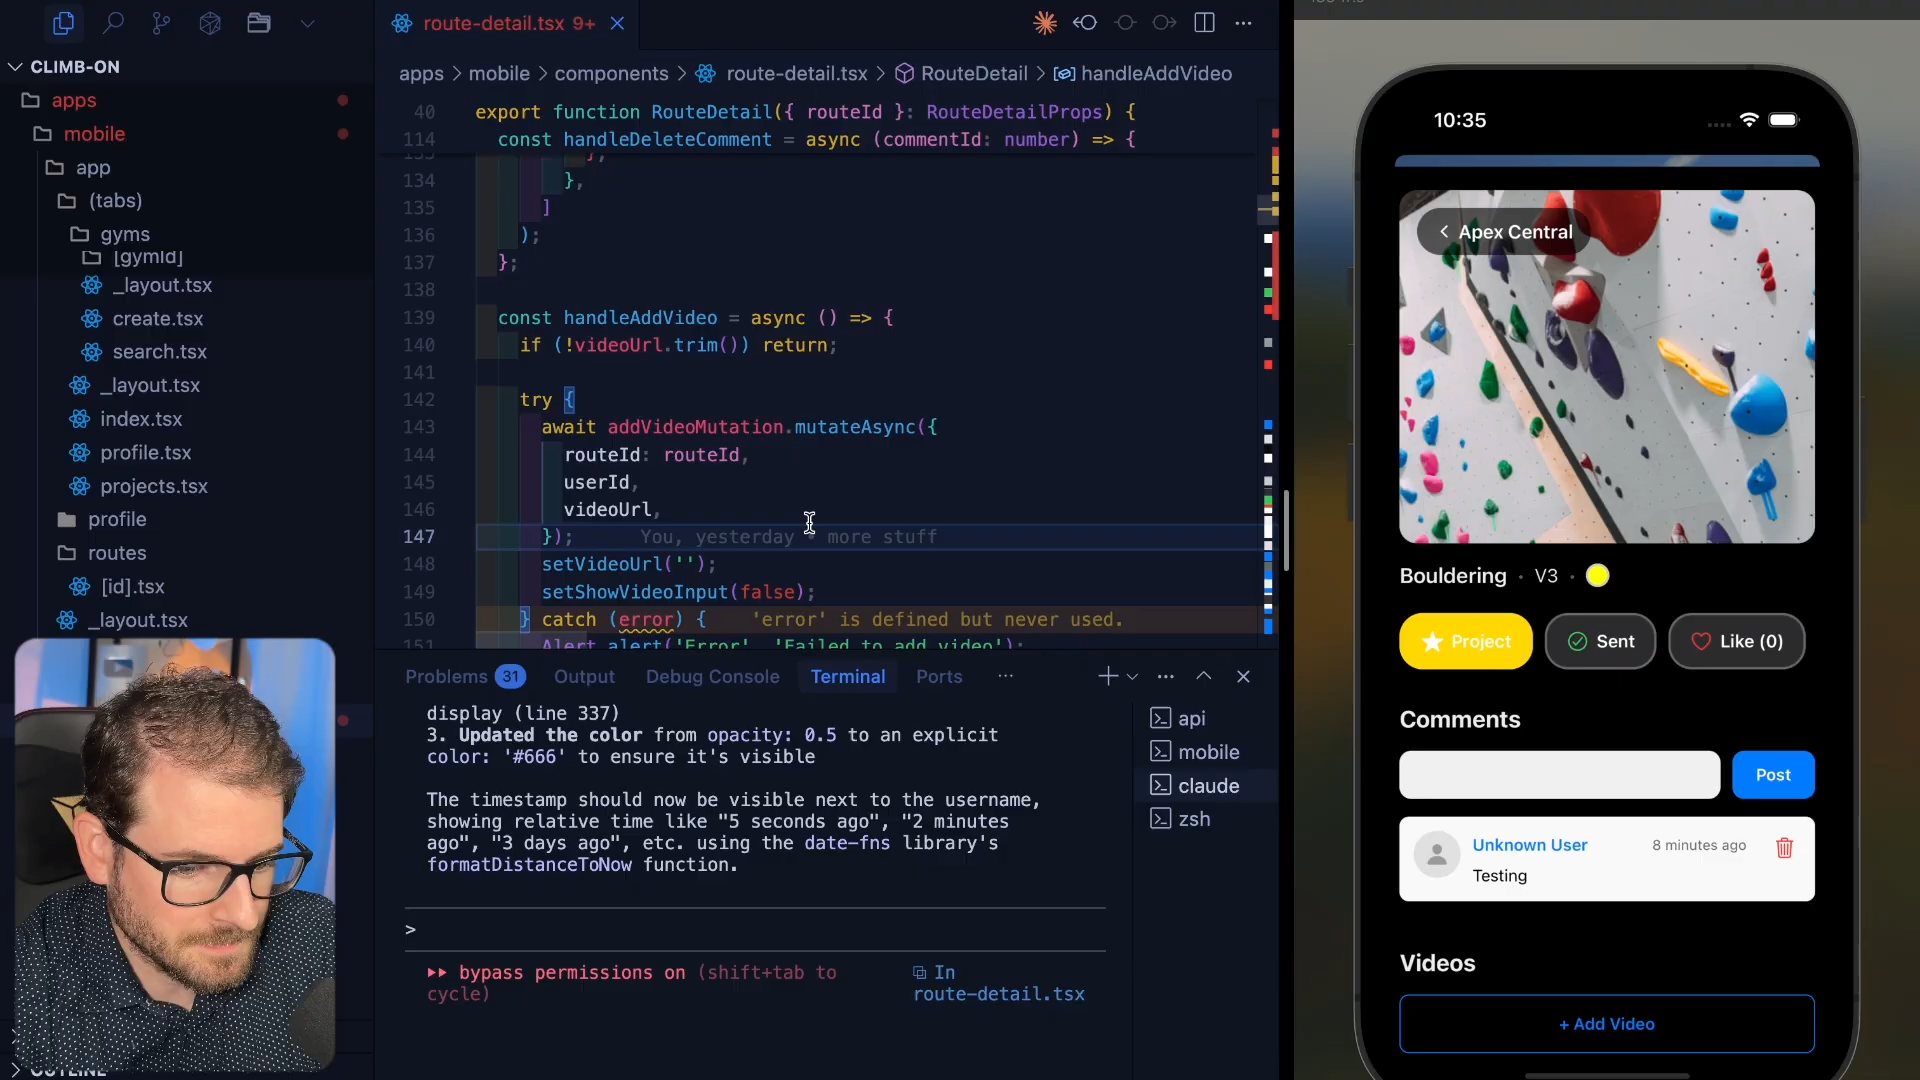 CLIMB-ON
apps
mobile
app
(tabs)
gyms
[gymId]
_layout.tsx
create.tsx
search.tsx
_layout.tsx
index.tsx
profile.tsx
projects.tsx
profile
routes
[id].tsx
_layout.tsx
OUTLINE
route-detail.tsx 9+
apps > mobile > components > route-detail.tsx > RouteDetail > handleAddVideo
40 export function RouteDetail({ routeId }: RouteDetailProps) {
114 const handleDeleteComment = async (commentId: number) => {
134 },
135 ]
136 );
137 };
138
139 const handleAddVideo = async () => {
140 if (!videoUrl.trim()) return;
141
142 try {
143 await addVideoMutation.mutateAsync({
144 routeId: routeId,
145 userId,
146 videoUrl,
147 }); You, yesterday • more stuff
148 setVideoUrl('');
149 setShowVideoInput(false);
150 } catch (error) { 'error' is defined but never used.
151 Alert.alert('Error', 'Failed to add video');
Problems 31 Output Debug Console Terminal Ports
display (line 337)
3. Updated the color from opacity: 0.5 to an explicit
color: '#666' to ensure it's visible
The timestamp should now be visible next to the username,
showing relative time like "5 seconds ago", "2 minutes
ago", "3 days ago", etc. using the date-fns library's
formatDistanceToNow function.
>
bypass permissions on (shift+tab to
cycle)
In
route-detail.tsx
api
mobile
claude
zsh
10:35
< Apex Central
Bouldering · V3 ·
Project
Sent
Like (0)
Comments
Post
Unknown User 8 minutes ago
Testing
Videos
+ Add Video